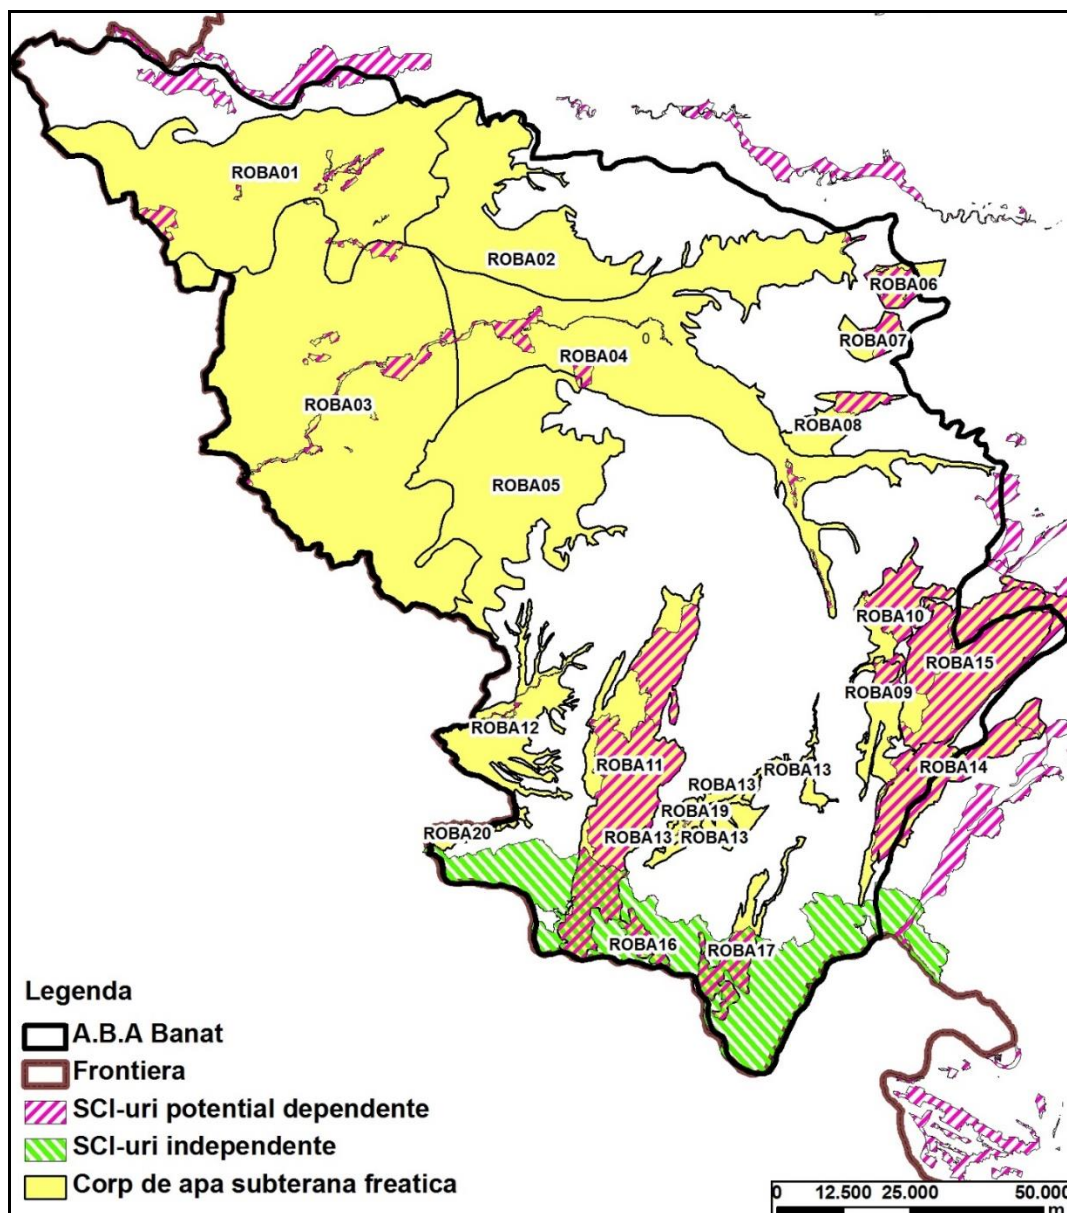 ROBA01
ROBA02
ROBA06
ROBA07
ROBA04
ROBA03
ROBA08
ROBA05
ROBA10
ROBA15
ROBA09
ROBA12
ROBA11
ROBA13
ROBA14
ROBA13
ROBA19
ROBA20
ROBA13
ROBA13
ROBA16
ROBA17
Legenda
A.B.A Banat
Frontiera
SCI-uri potential dependente
SCI-uri independente
Corp de apa subterana freatica
0 12.500 25.000 50.000
m